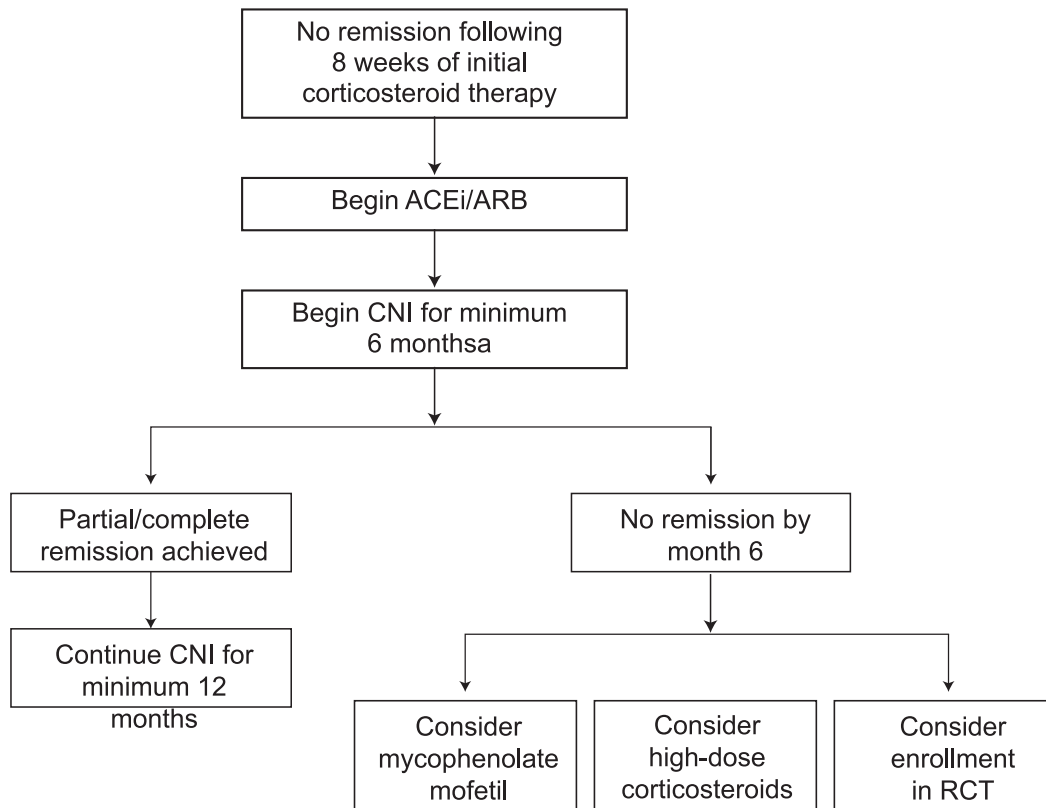 No remission following
8 weeks of initial
corticosteroid therapy
Begin ACEi/ARB
Begin CNI for minimum
6 monthsa
Partial/complete
remission achieved
No remission by
month 6
Continue CNI for
minimum 12
months
Consider
mycophenolate
mofetil
Consider
high-dose
corticosteroids
Consider
enrollment
in RCT